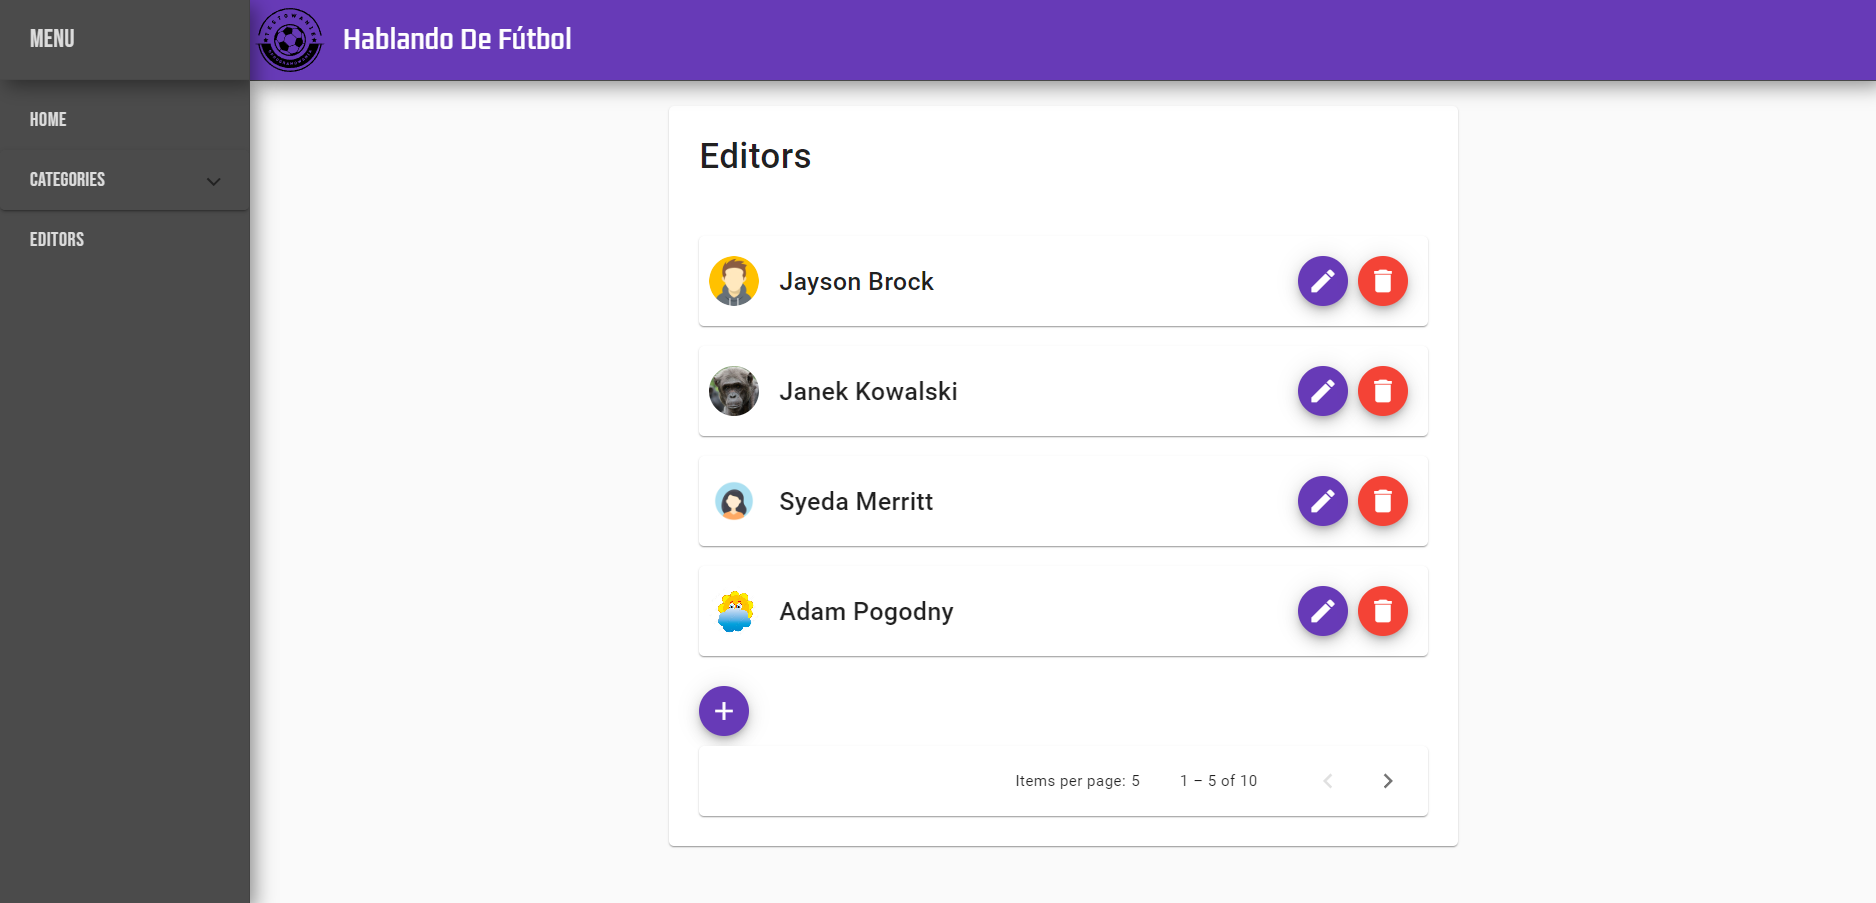 MENU
Hablando De Fútbol
HOME
CATEGORIES
EDITORS
Editors
Jayson Brock
Janek Kowalski
Syeda Merritt
Adam Pogodny
Items per page: 5
1 – 5 of 10